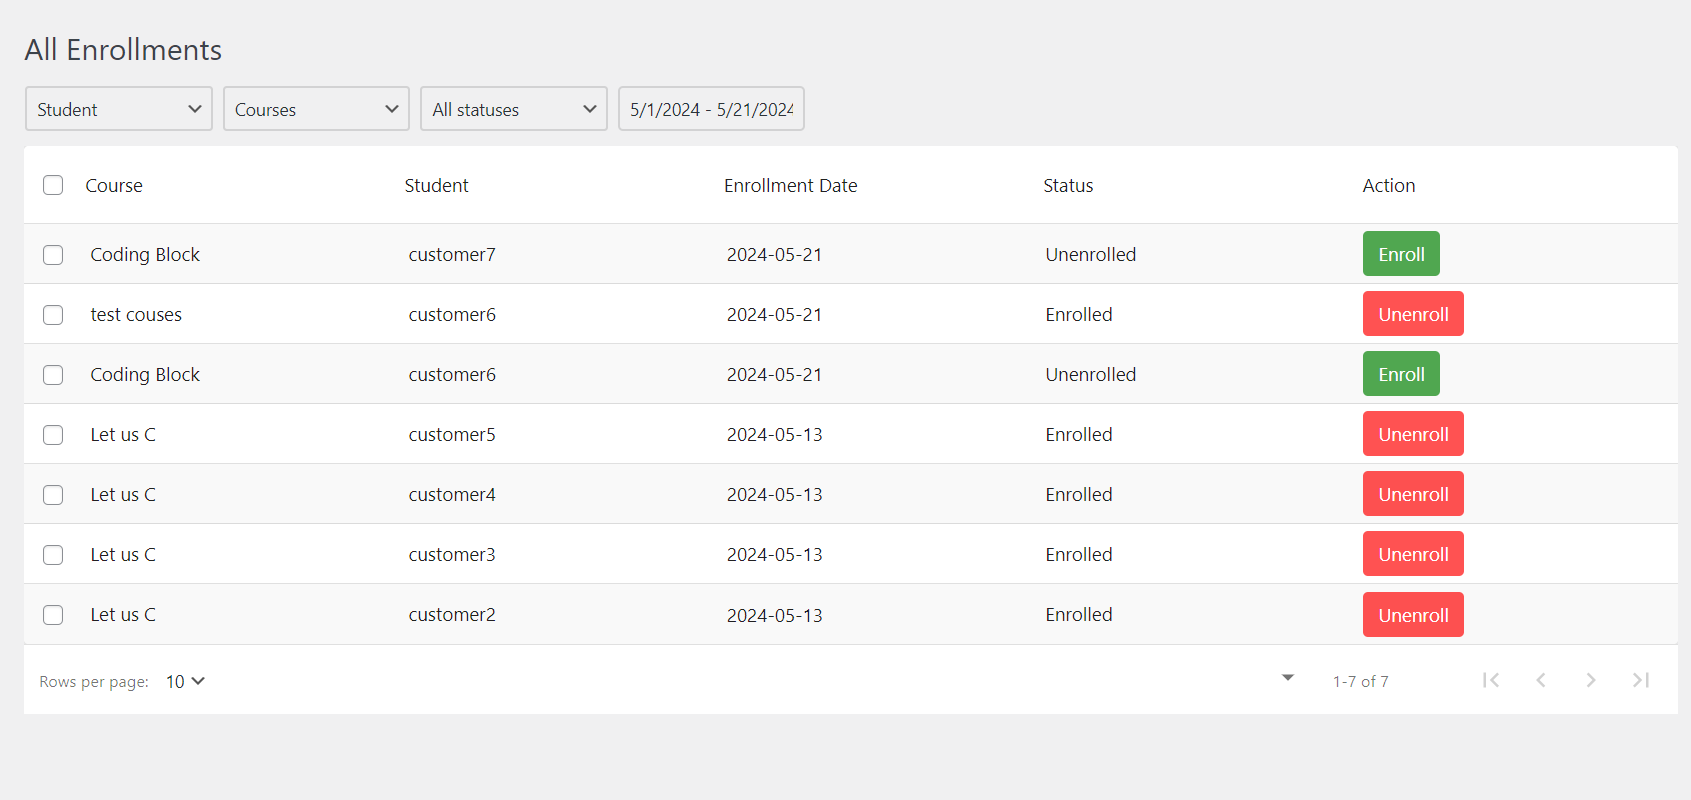 All Enrollments
Student Courses All statuses 5/1/2024 - 5/21/2024
Course Student Enrollment Date Status Action
Coding Block customer7 2024-05-21 Unenrolled Enroll
test couses customer6 2024-05-21 Enrolled Unenroll
Coding Block customer6 2024-05-21 Unenrolled Enroll
Let us C customer5 2024-05-13 Enrolled Unenroll
Let us C customer4 2024-05-13 Enrolled Unenroll
Let us C customer3 2024-05-13 Enrolled Unenroll
Let us C customer2 2024-05-13 Enrolled Unenroll
Rows per page: 10 1-7 of 7